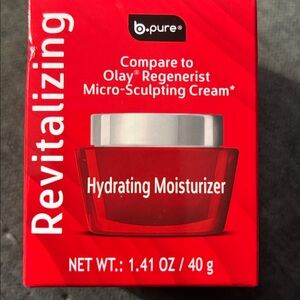 b.pure®
Compare to
Olay® Regenerist
Micro-Sculpting Cream*
Revitalizing
Hydrating Moisturizer
NET WT.: 1.41 OZ / 40 g